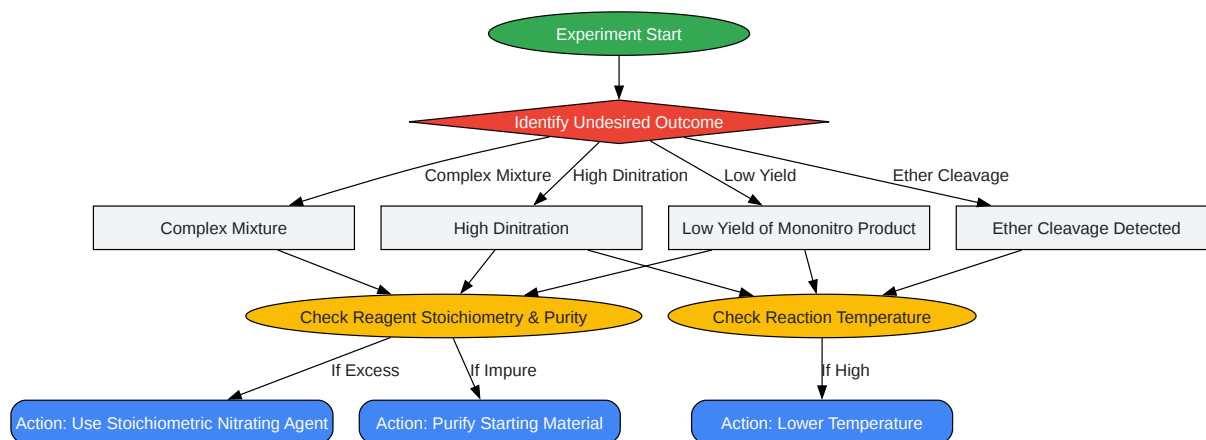 Experiment Start
Identify Undesired Outcome
Complex Mixture
High Dinitration
Low Yield
Ether Cleavage
Complex Mixture
High Dinitration
Low Yield of Mononitro Product
Ether Cleavage Detected
Check Reagent Stoichiometry & Purity
Check Reaction Temperature
If Excess
If Impure
If High
Action: Use Stoichiometric Nitrating Agent
Action: Purify Starting Material
Action: Lower Temperature